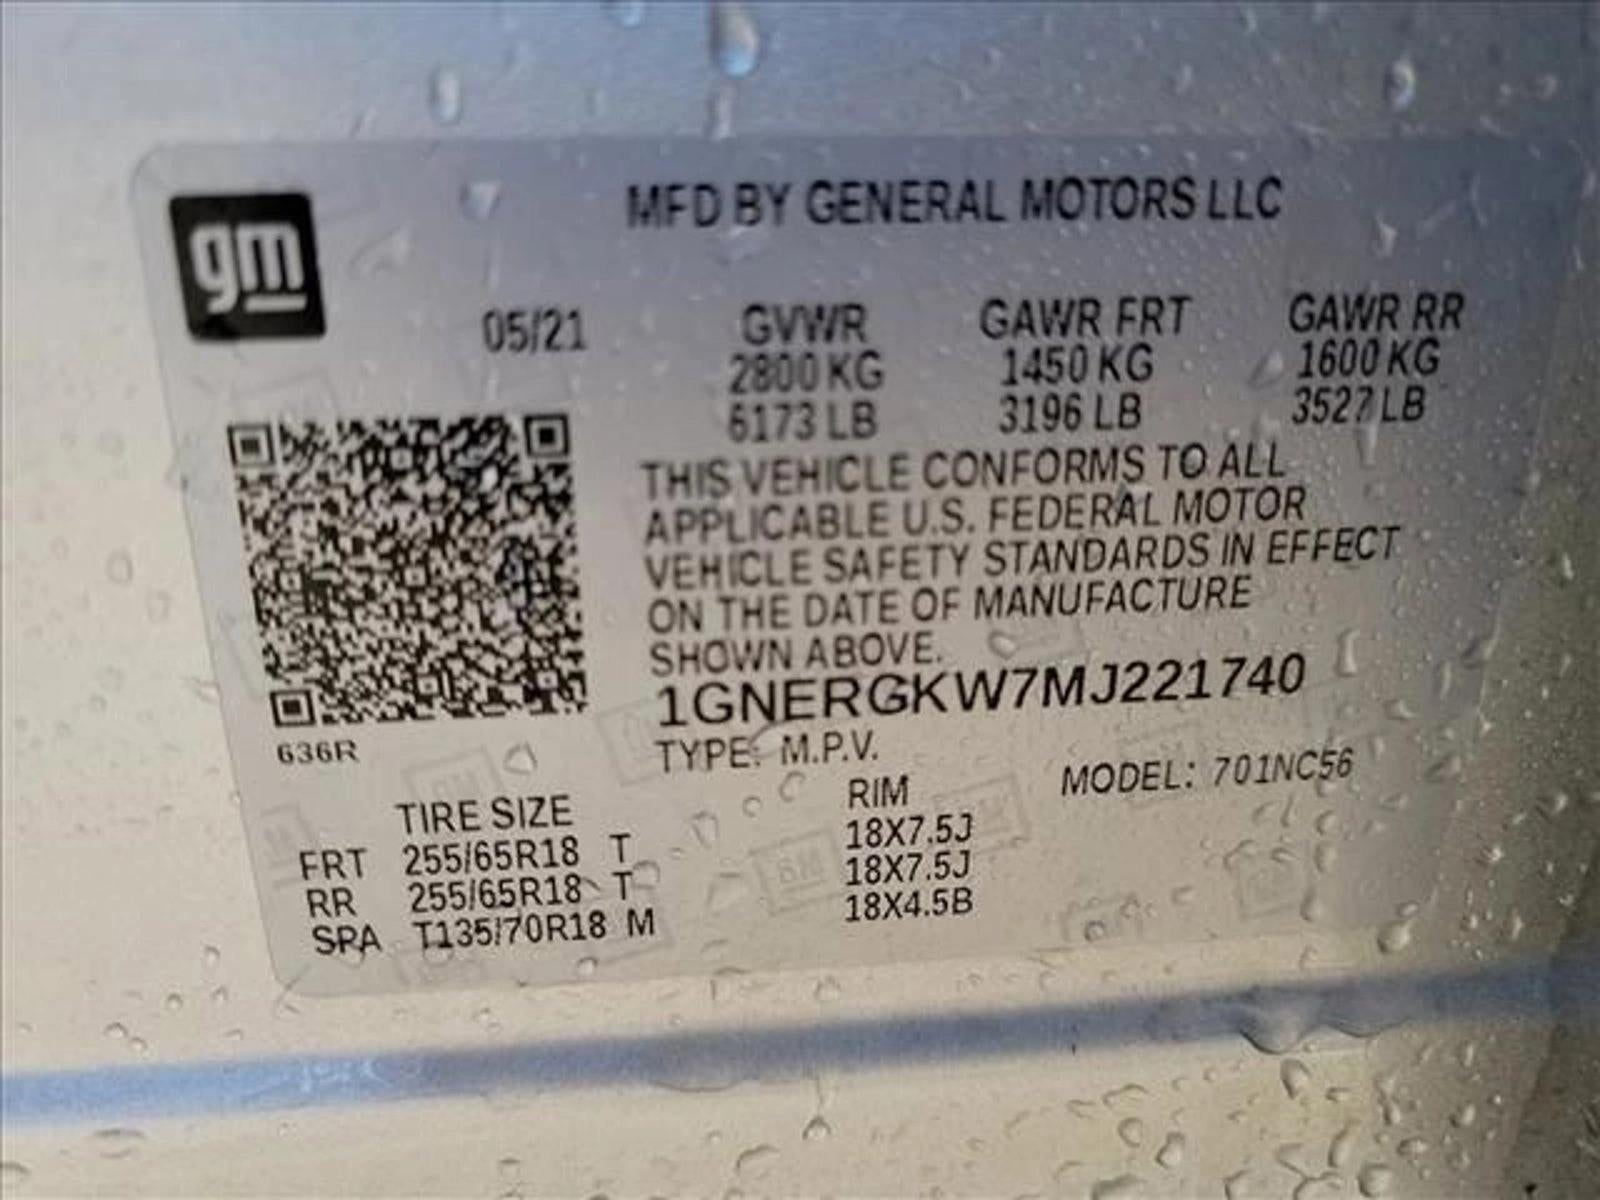 gm
MFD BY GENERAL MOTORS LLC
05/21 GVWR GAWR FRT GAWR RR
2800 KG 1450 KG 1600 KG
6173 LB 3196 LB 3527 LB
THIS VEHICLE CONFORMS TO ALL
APPLICABLE U.S. FEDERAL MOTOR
VEHICLE SAFETY STANDARDS IN EFFECT
ON THE DATE OF MANUFACTURE
SHOWN ABOVE.
1GNERGKW7MJ221740
636R
TYPE: M.P.V. MODEL: 701NC56
TIRE SIZE RIM
FRT 255/65R18 T 18X7.5J
RR 255/65R18 T 18X7.5J
SPA T135/70R18 M 18X4.5B